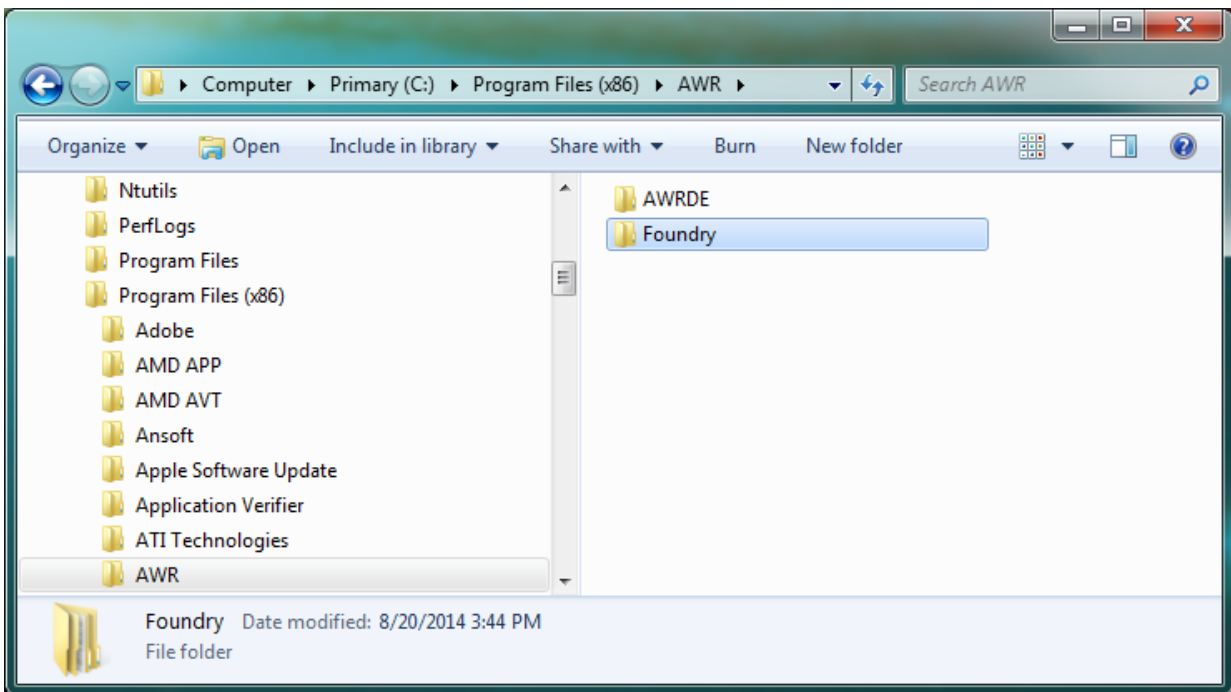 Computer Primary (C:) Program Files (x86) AWR Search AWR
Organize Open Include in library Share with Burn New folder
Ntutils
PerfLogs
Program Files
Program Files (x86)
Adobe
AMD APP
AMD AVT
Ansoft
Apple Software Update
Application Verifier
ATI Technologies
AWR
AWRDE
Foundry
Foundry Date modified: 8/20/2014 3:44 PM
File folder